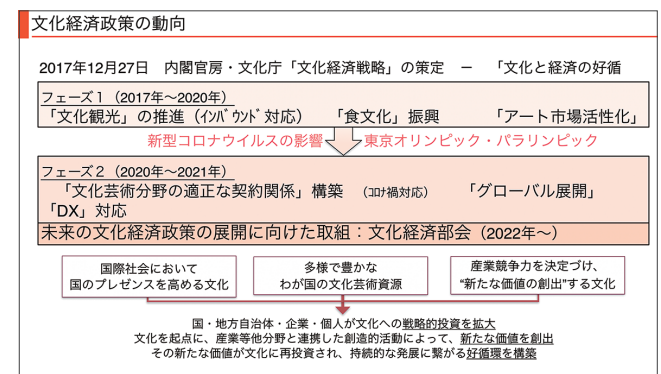 文化経済政策の動向
2017年12月27日　内閣官房・文化庁「文化経済戦略」の策定　－　「文化と経済の好循
フェーズ１（2017年～2020年）
「文化観光」の推進（ｲﾝﾊﾞｳﾝﾄﾞ対応）　「食文化」振興　「アート市場活性化」
新型コロナウイルスの影響　東京オリンピック・パラリンピック
フェーズ２（2020年～2021年）
「文化芸術分野の適正な契約関係」構築　（ｺﾛﾅ禍対応）　「グローバル展開」
「DX」対応
未来の文化経済政策の展開に向けた取組：文化経済部会（2022年～）
国際社会において
国のプレゼンスを高める文化
多様で豊かな
わが国の文化芸術資源
産業競争力を決定づけ、
“新たな価値の創出”する文化
国・地方自治体・企業・個人が文化への戦略的投資を拡大
文化を起点に、産業等他分野と連携した創造的活動によって、新たな価値を創出
その新たな価値が文化に再投資され、持続的な発展に繋がる好循環を構築